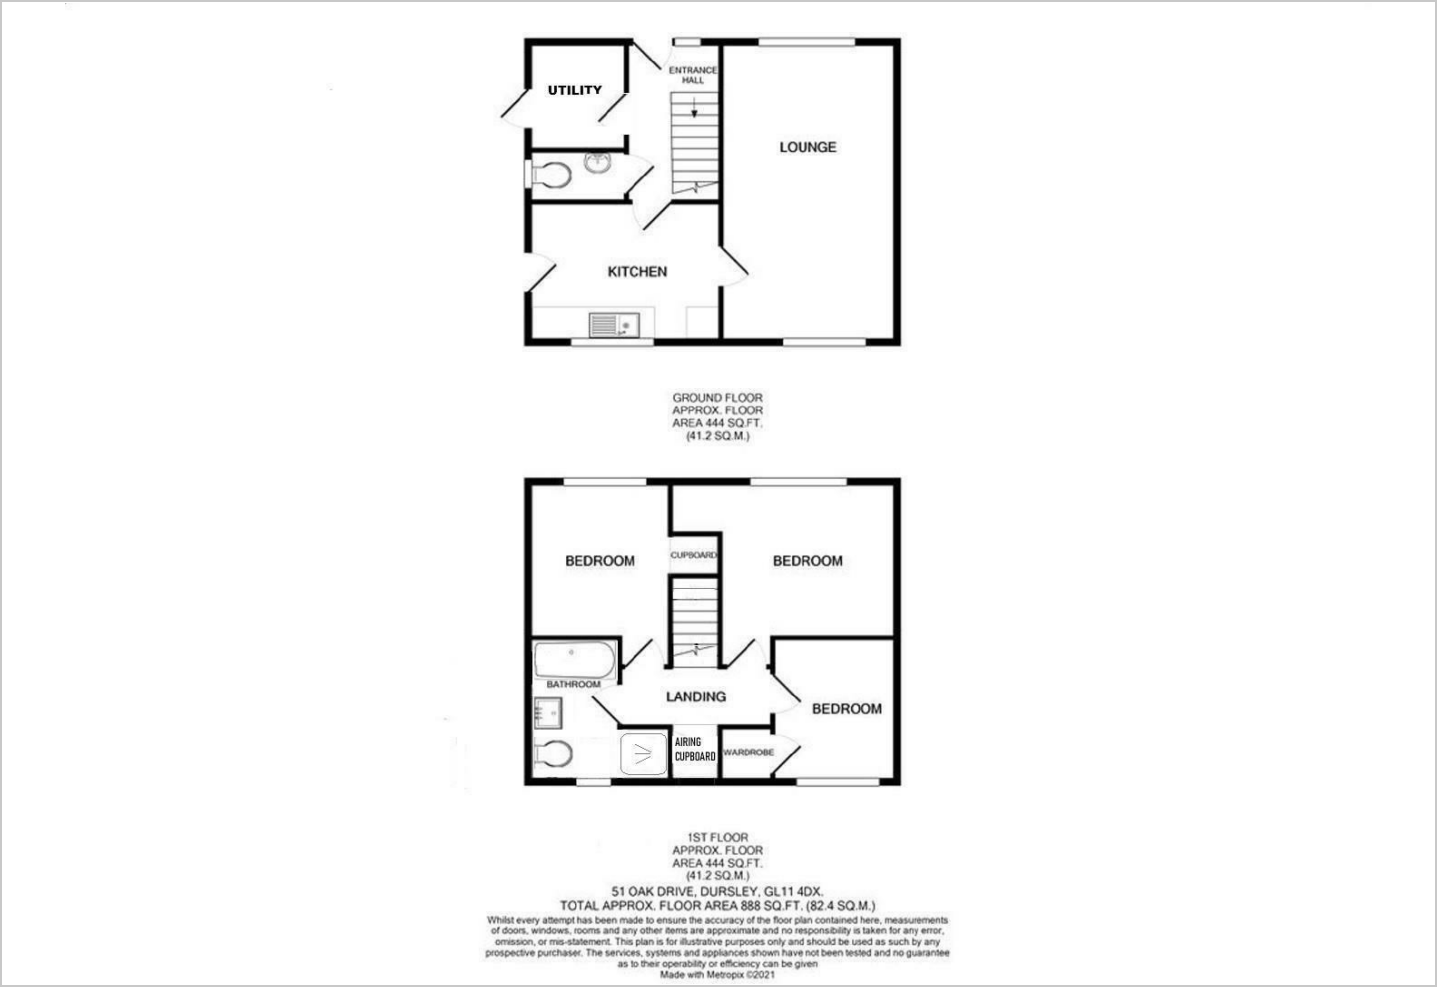 UTILITY
ENTRANCE
HALL
LOUNGE
KITCHEN
GROUND FLOOR
APPROX. FLOOR
AREA 444 SQ.FT.
(41.2 SQ.M.)
BEDROOM
CUPBOARD
BEDROOM
BATHROOM
LANDING
BEDROOM
AIRING
CUPBOARD
WARDROBE
1ST FLOOR
APPROX. FLOOR
AREA 444 SQ.FT.
(41.2 SQ.M.)
51 OAK DRIVE, DURSLEY, GL11 4DX.
TOTAL APPROX. FLOOR AREA 888 SQ.FT. (82.4 SQ.M.)
Whilst every attempt has been made to ensure the accuracy of the floor plan contained here, measurements
of doors, windows, rooms and any other items are approximate and no responsibility is taken for any error,
omission, or mis-statement. This plan is for illustrative purposes only and should be used as such by any
prospective purchaser. The services, systems and appliances shown have not been tested and no guarantee
as to their operability or efficiency can be given
Made with Metropix ©2021